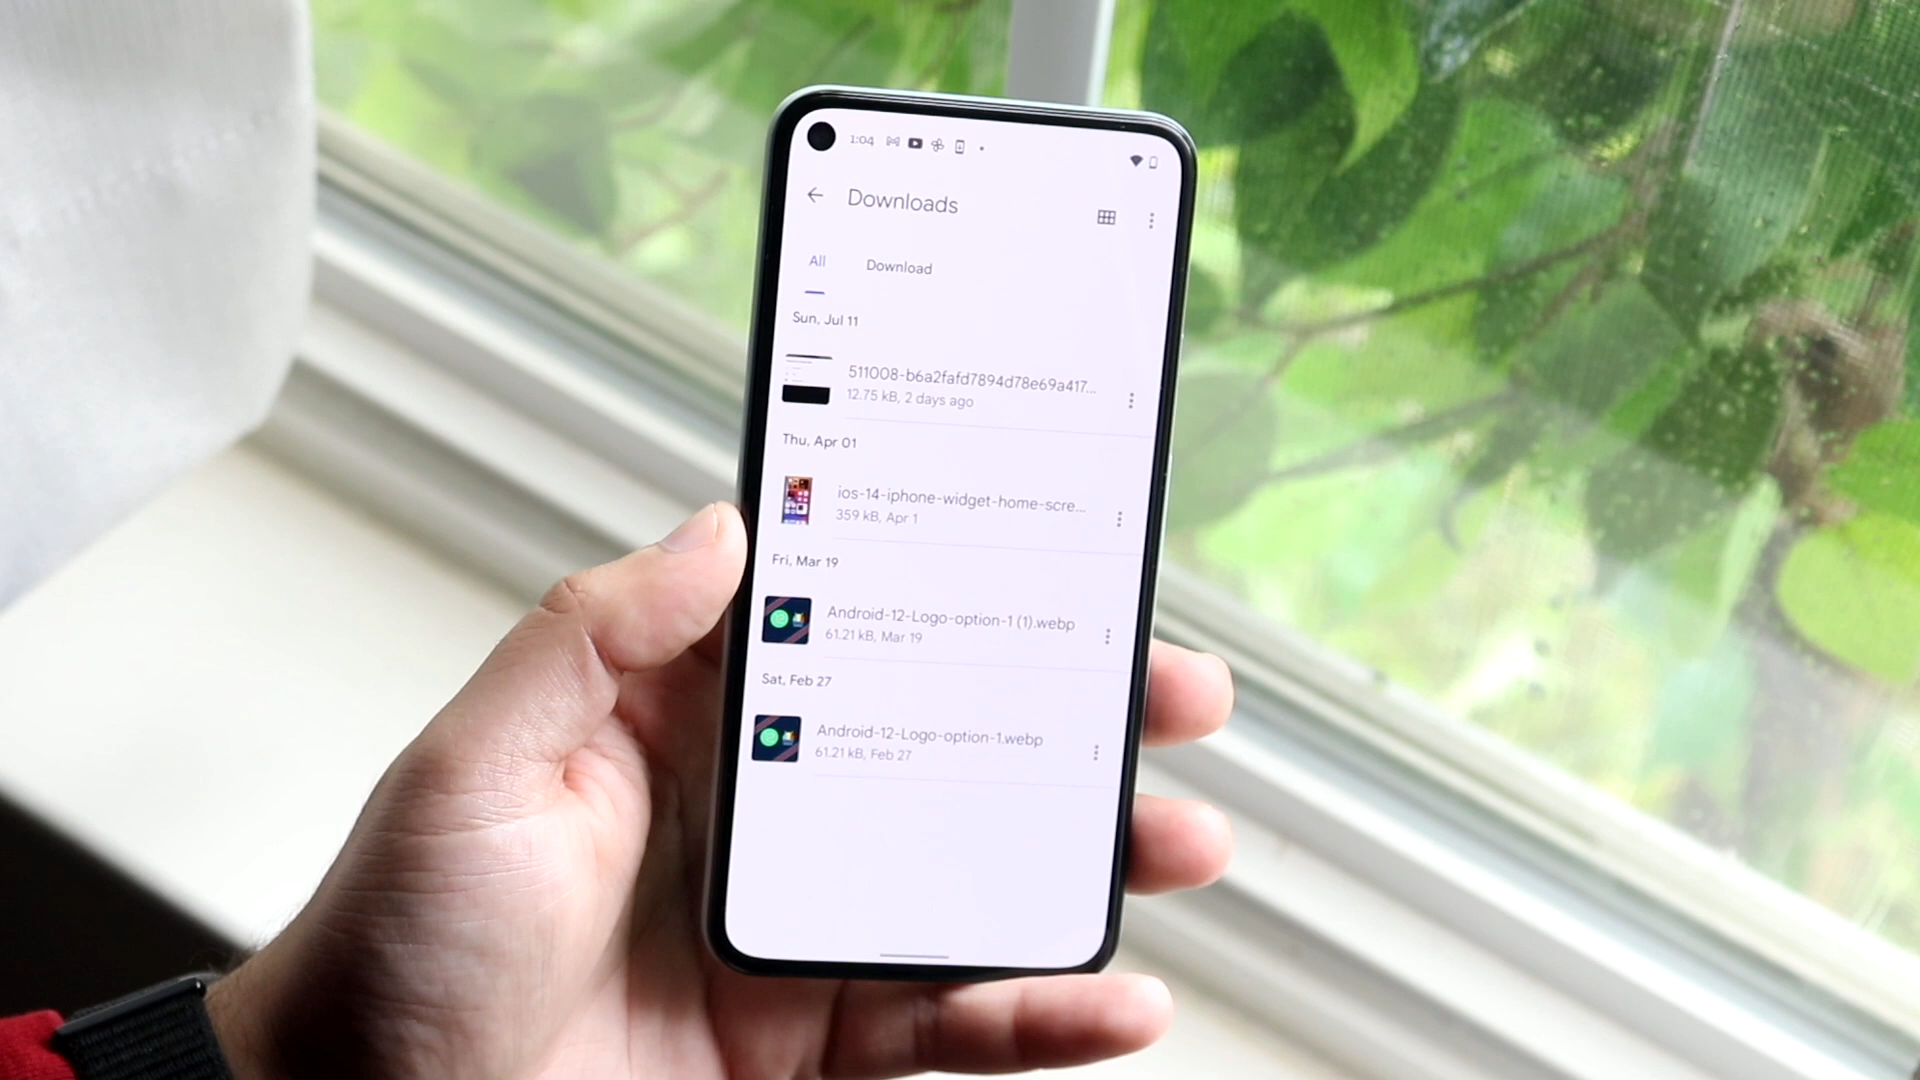 1:04
Downloads
All Download
Sun, Jul 11
511008-b6a2fafd7894d78e69a417...
12.75 kB, 2 days ago
Thu, Apr 01
ios-14-iphone-widget-home-scre...
359 kB, Apr 1
Fri, Mar 19
Android-12-Logo-option-1 (1).webp
61.21 kB, Mar 19
Sat, Feb 27
Android-12-Logo-option-1.webp
61.21 kB, Feb 27